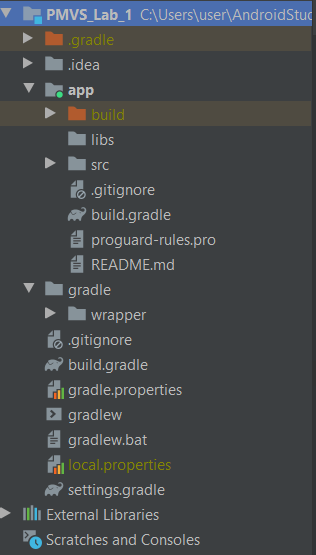 PMVS_Lab_1 C:\Users\user\AndroidStu
.gradle
.idea
app
build
libs
src
.gitignore
build.gradle
proguard-rules.pro
README.md
gradle
wrapper
.gitignore
build.gradle
gradle.properties
gradlew
gradlew.bat
local.properties
settings.gradle
External Libraries
Scratches and Consoles